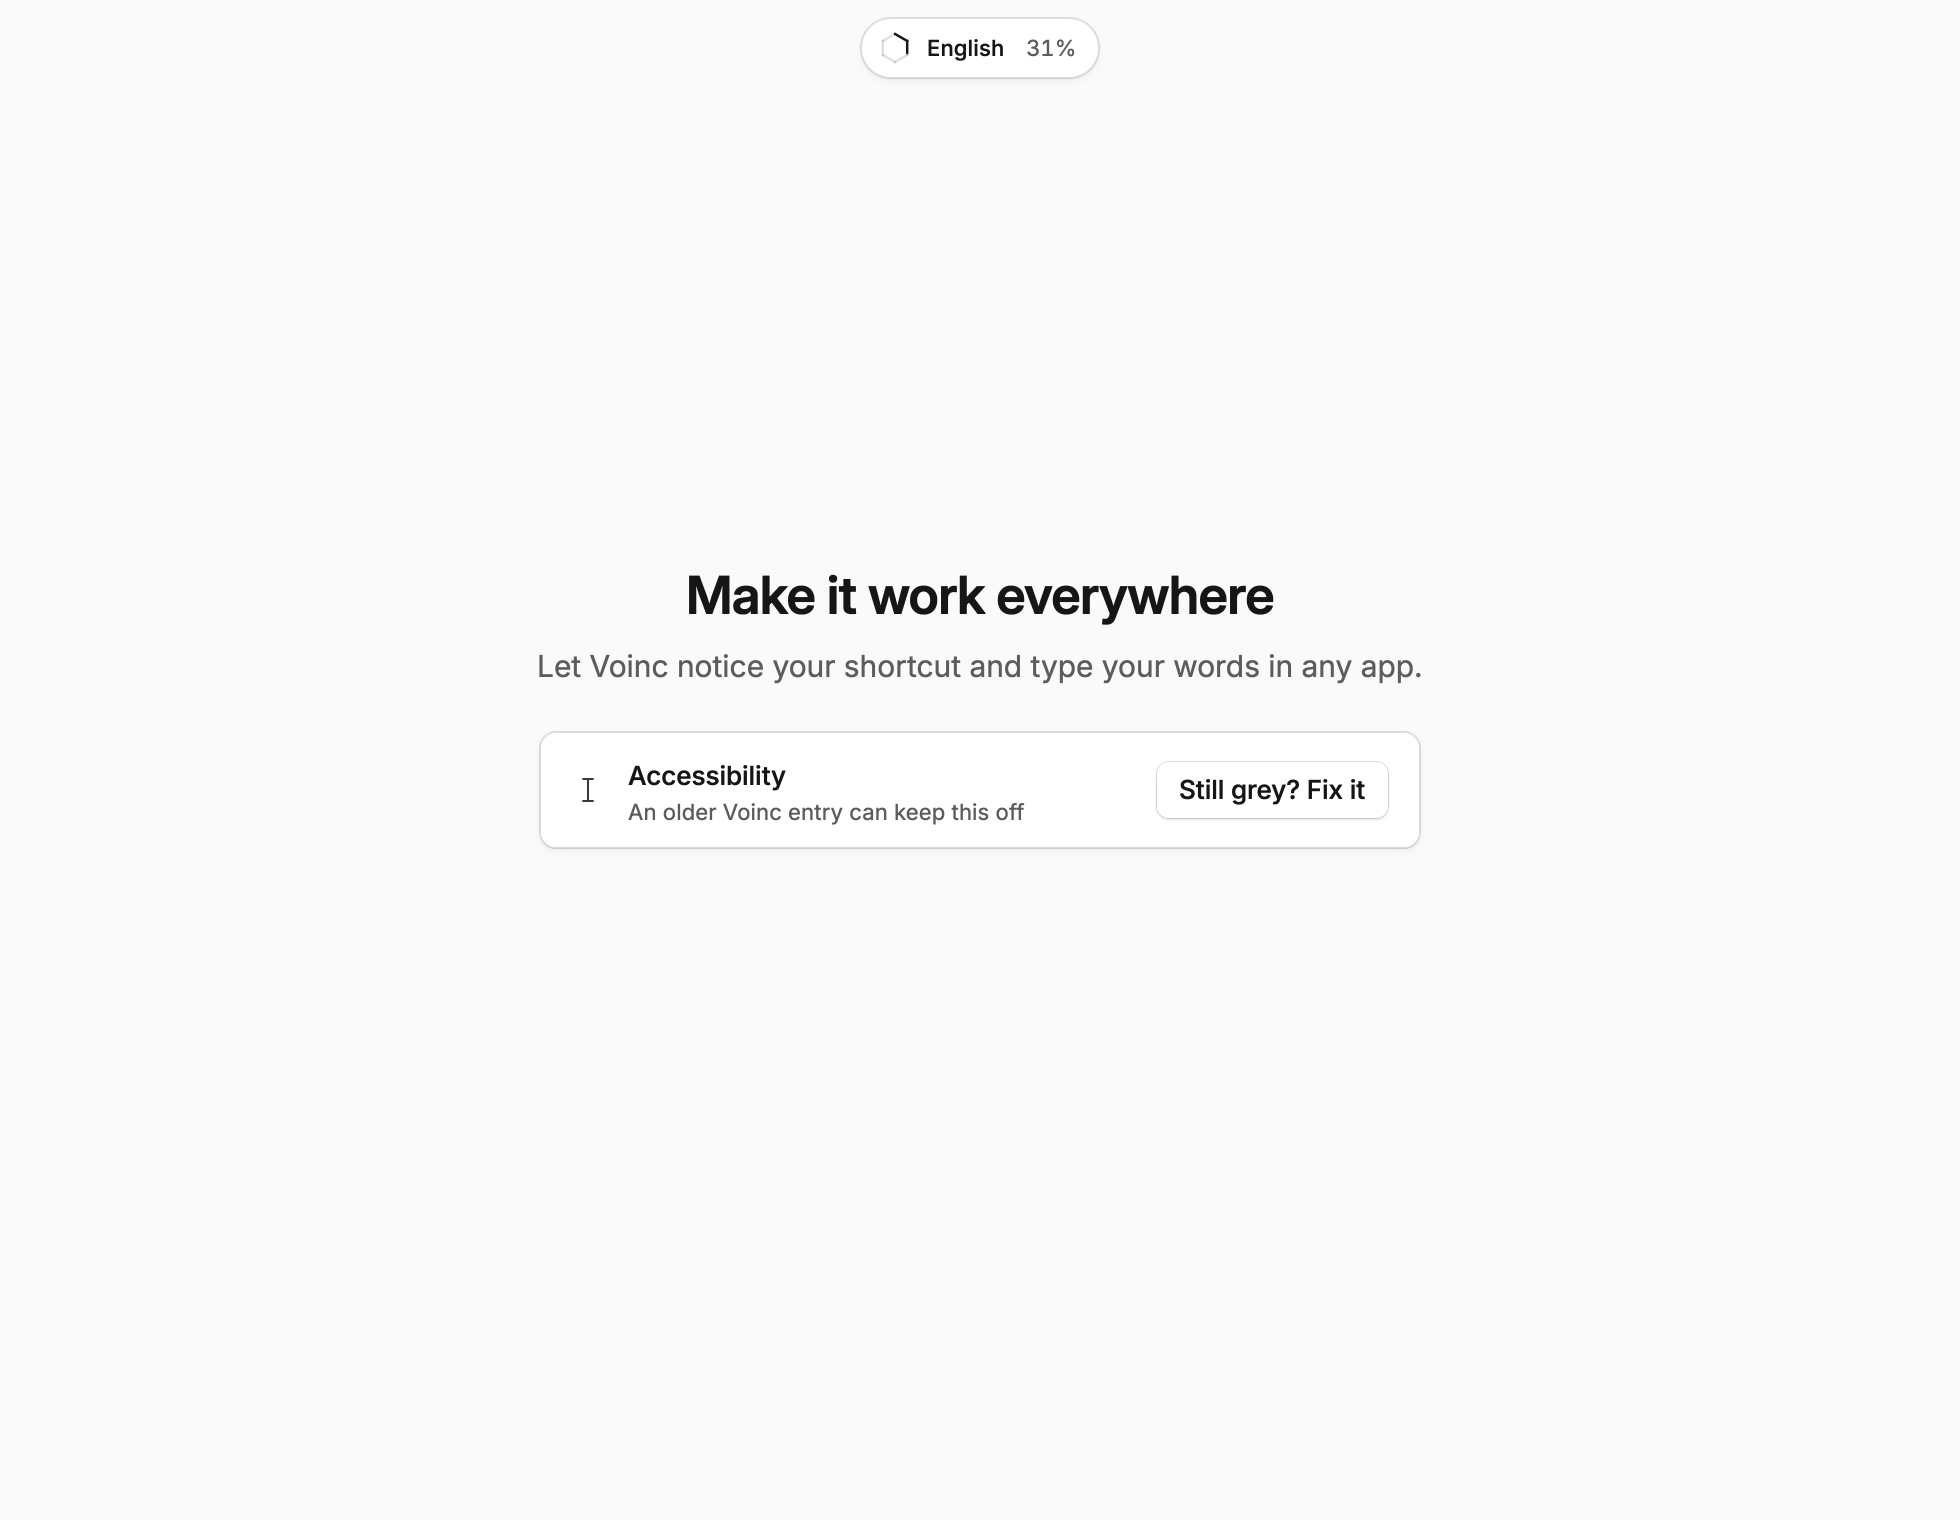 English 31%
Make it work everywhere
Let Voinc notice your shortcut and type your words in any app.
Accessibility
An older Voinc entry can keep this off
Still grey? Fix it